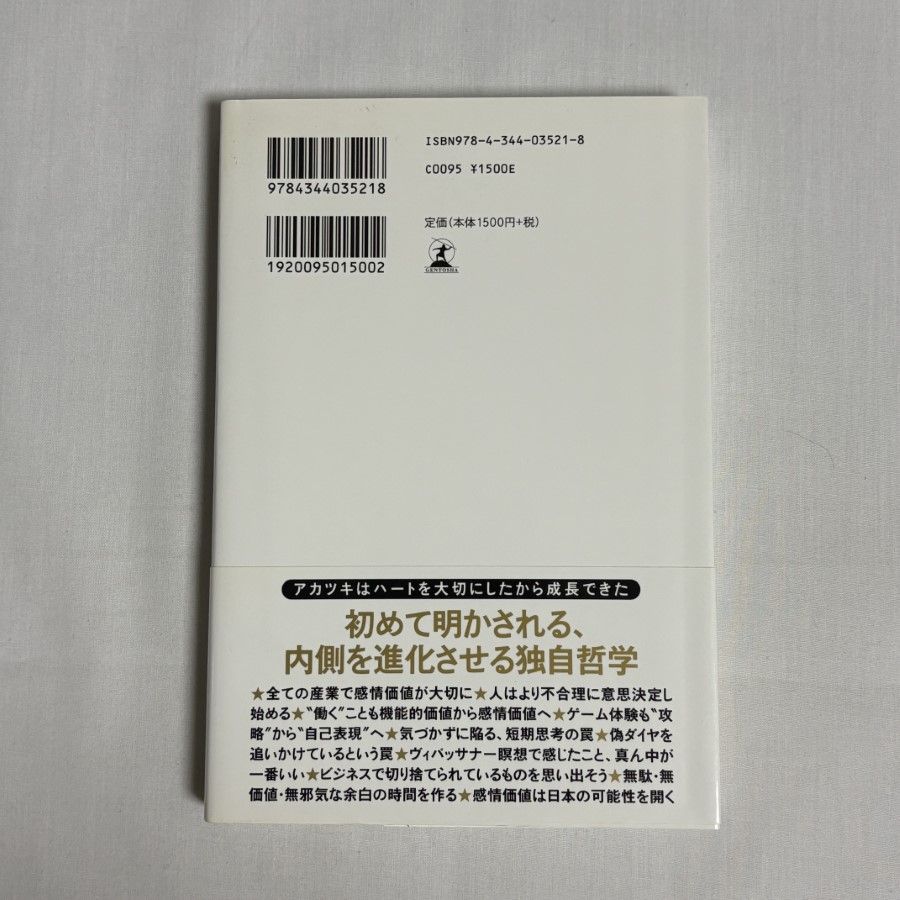 ISBN978-4-344-03521-8
C0095 ¥1500E
9784344035218
定価(本体1500円+税)
1920095015002
GENTOSHA
アカツキはハートを大切にしたから成長できた
初めて明かされる、
内側を進化させる独自哲学
★全ての産業で感情価値が大切に★人はより不合理に意思決定し
始める★“働く”ことも機能的価値から感情価値へ★ゲーム体験も“攻
略”から“自己表現”へ★気づかずに陥る、短期思考の罠★偽ダイヤを
追いかけているという罠★ヴィパッサナー瞑想で感じたこと、真ん中が
一番いい★ビジネスで切り捨てられているものを思い出そう★無駄・無
価値・無邪気な余白の時間を作る★感情価値は日本の可能性を開く